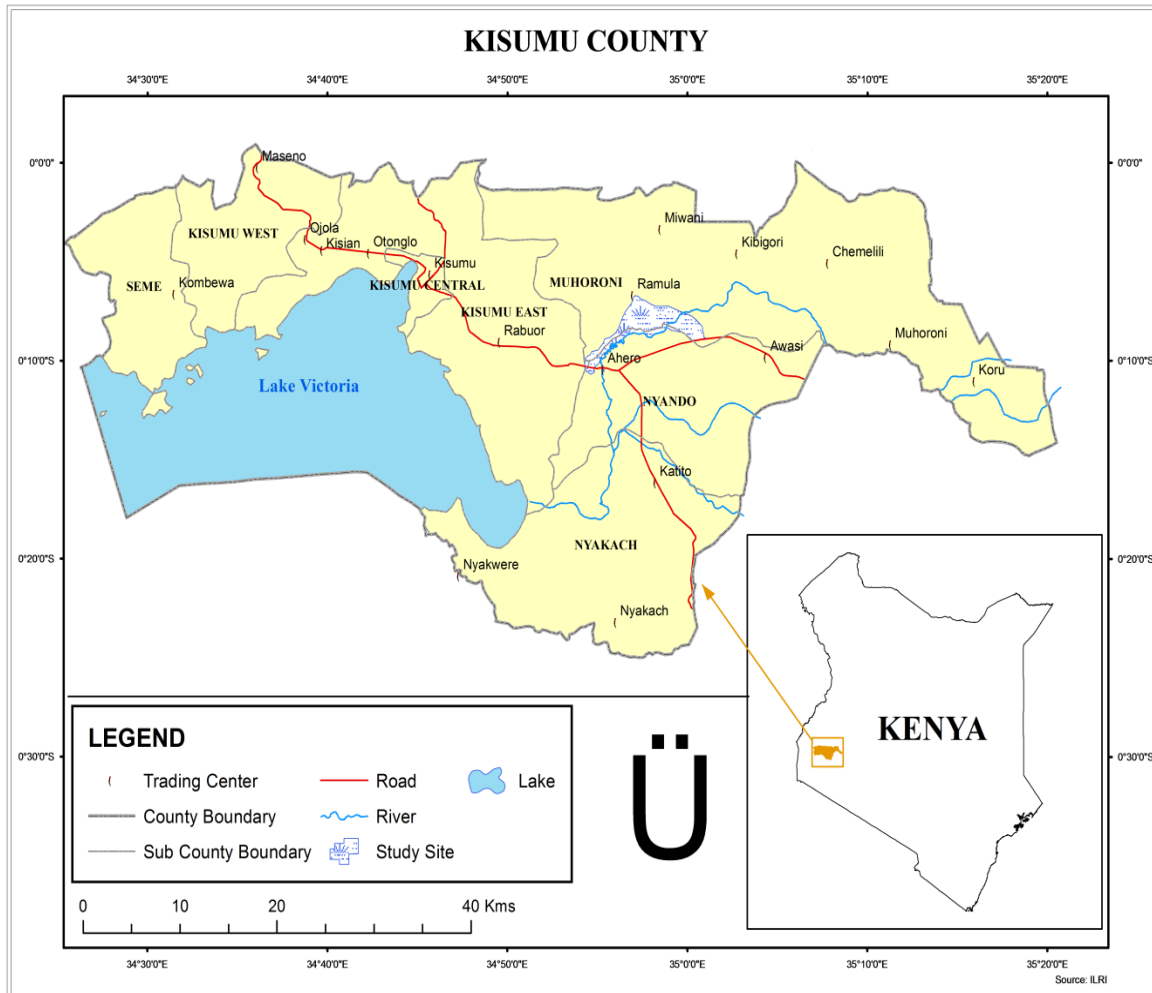 KISUMU COUNTY
34°30'0"E 34°40'0"E 34°50'0"E 35°0'0"E 35°10'0"E 35°20'0"E
0°0'0" 0°0'0"
Maseno
Miwani
KISUMU WEST
Ojola
Kisian
Otonglo
Kibigori
Chemelili
Kisumu
SEME
Kombewa
KISUMU CENTRAL
MUHORONI
Ramula
KISUMU EAST
Rabuor
Muhoroni
Awasi
0°10'0"S 0°10'0"S
Ahero
Koru
Lake Victoria
NYANDO
Katito
NYAKACH
0°20'0"S 0°20'0"S
Nyakwere
Nyakach
KENYA
LEGEND
Trading Center
Road
Lake
County Boundary
River
Sub County Boundary
Study Site
Ü
0°30'0"S 0°30'0"S
0 10 20 40 Kms
34°30'0"E 34°40'0"E 34°50'0"E 35°0'0"E 35°10'0"E 35°20'0"E
Source: ILRI